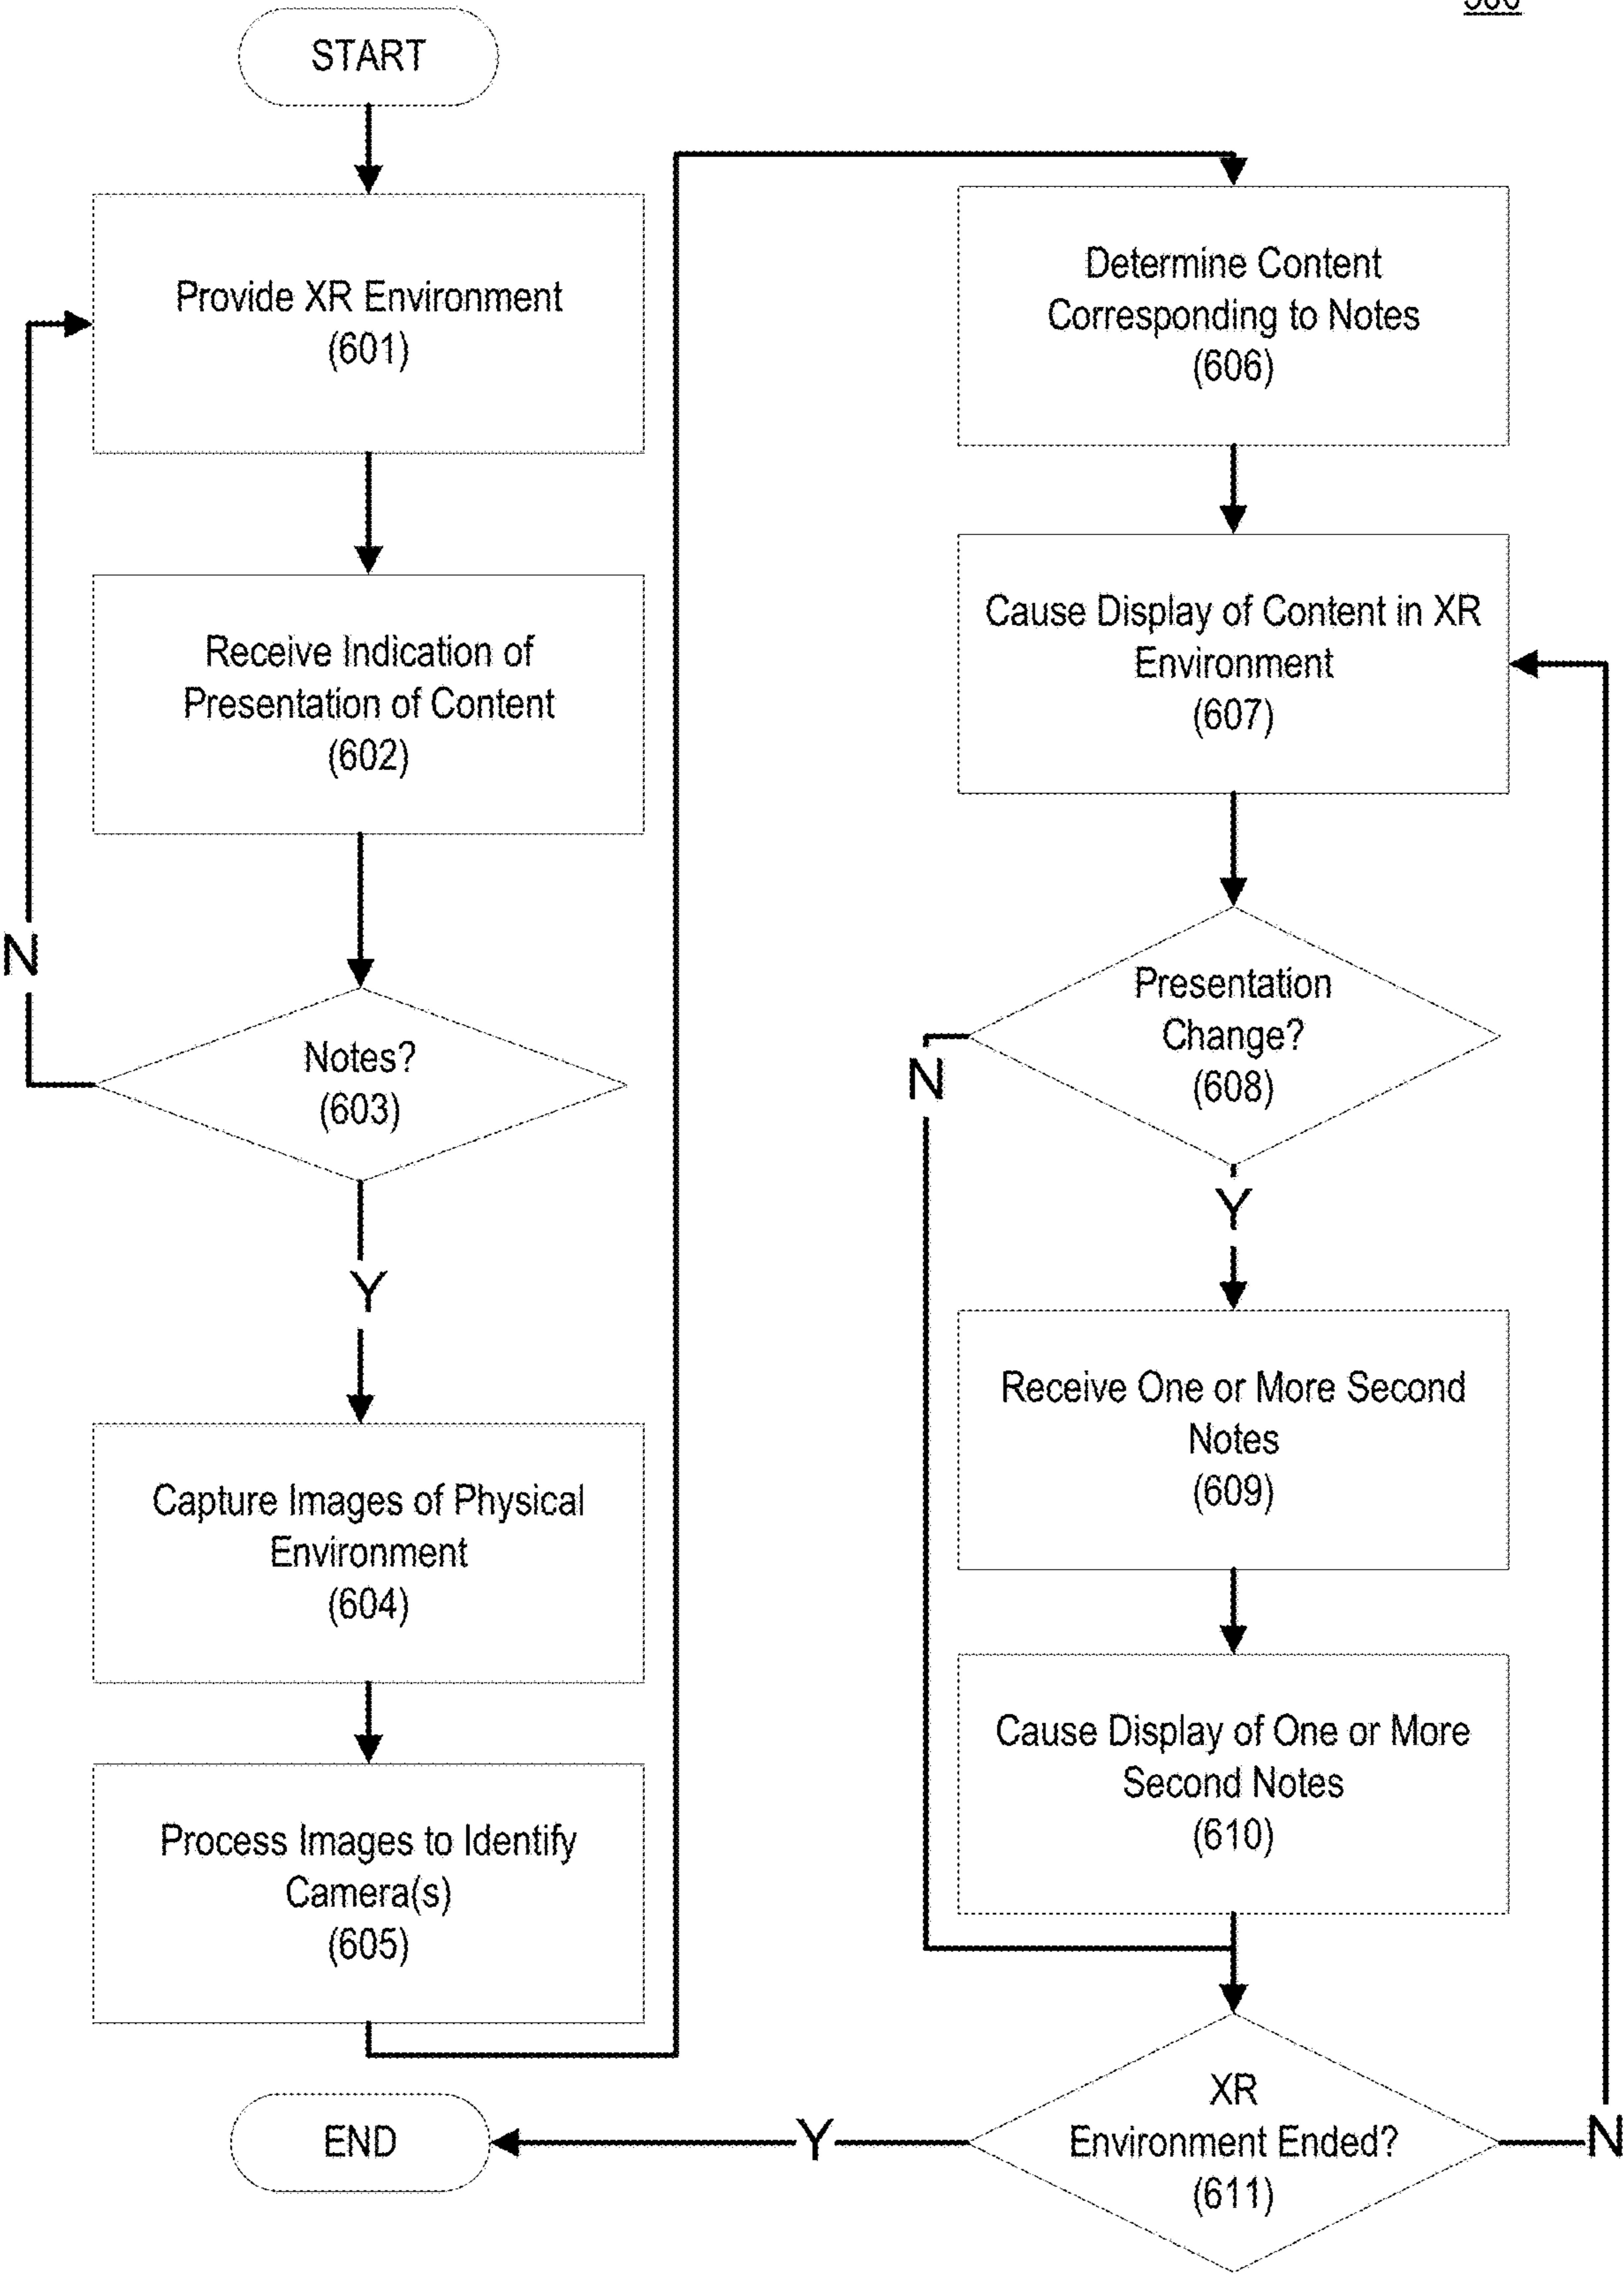 START
Provide XR Environment
(601)
Receive Indication of
Presentation of Content
(602)
N
Notes?
(603)
Y
Capture Images of Physical
Environment
(604)
Process Images to Identify
Camera(s)
(605)
END
Determine Content
Corresponding to Notes
(606)
Cause Display of Content in XR
Environment
(607)
Presentation
Change?
(608)
N
Y
Receive One or More Second
Notes
(609)
Cause Display of One or More
Second Notes
(610)
XR
Environment Ended?
(611)
Y
N